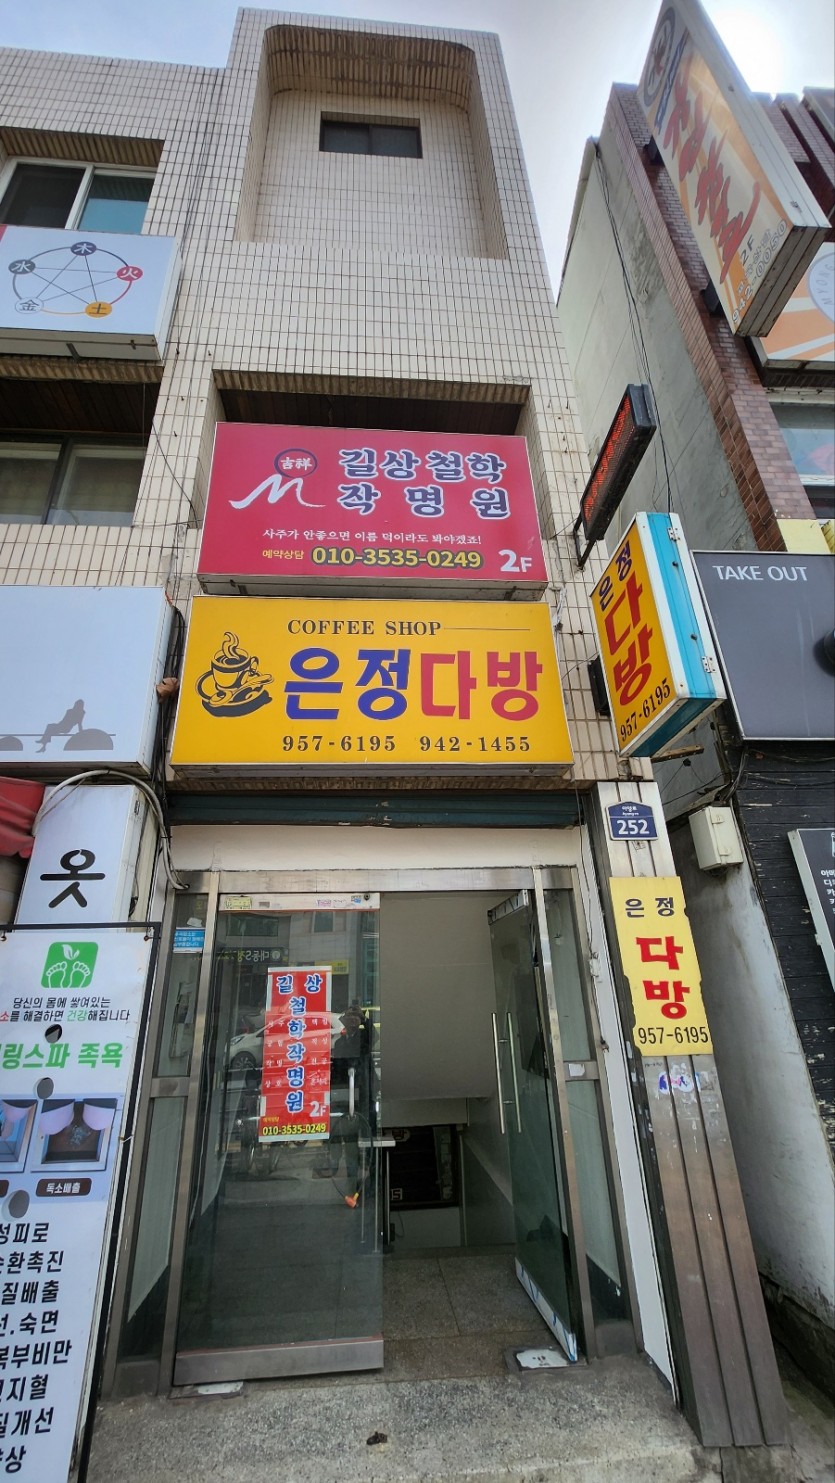 木
火
土
金
水
吉祥
길상철학
작명원
사주가 안좋으면 이름 덕이라도 봐야겠죠!
예약상담 010-3535-0249 2F
COFFEE SHOP
은정다방
957-6195 942-1455
은정
다방
957-6195
2F
TAKE OUT
252
은정
다방
957-6195
옷
당신의 몸에 쌓여있는
소를 해결하면 건강해집니다
링스파 족욕
독소배출
성피로
순환촉진
질배출
선.숙면
복부비만
고지혈
질개선
상
길상
철학작명원
2F
010-3535-0249